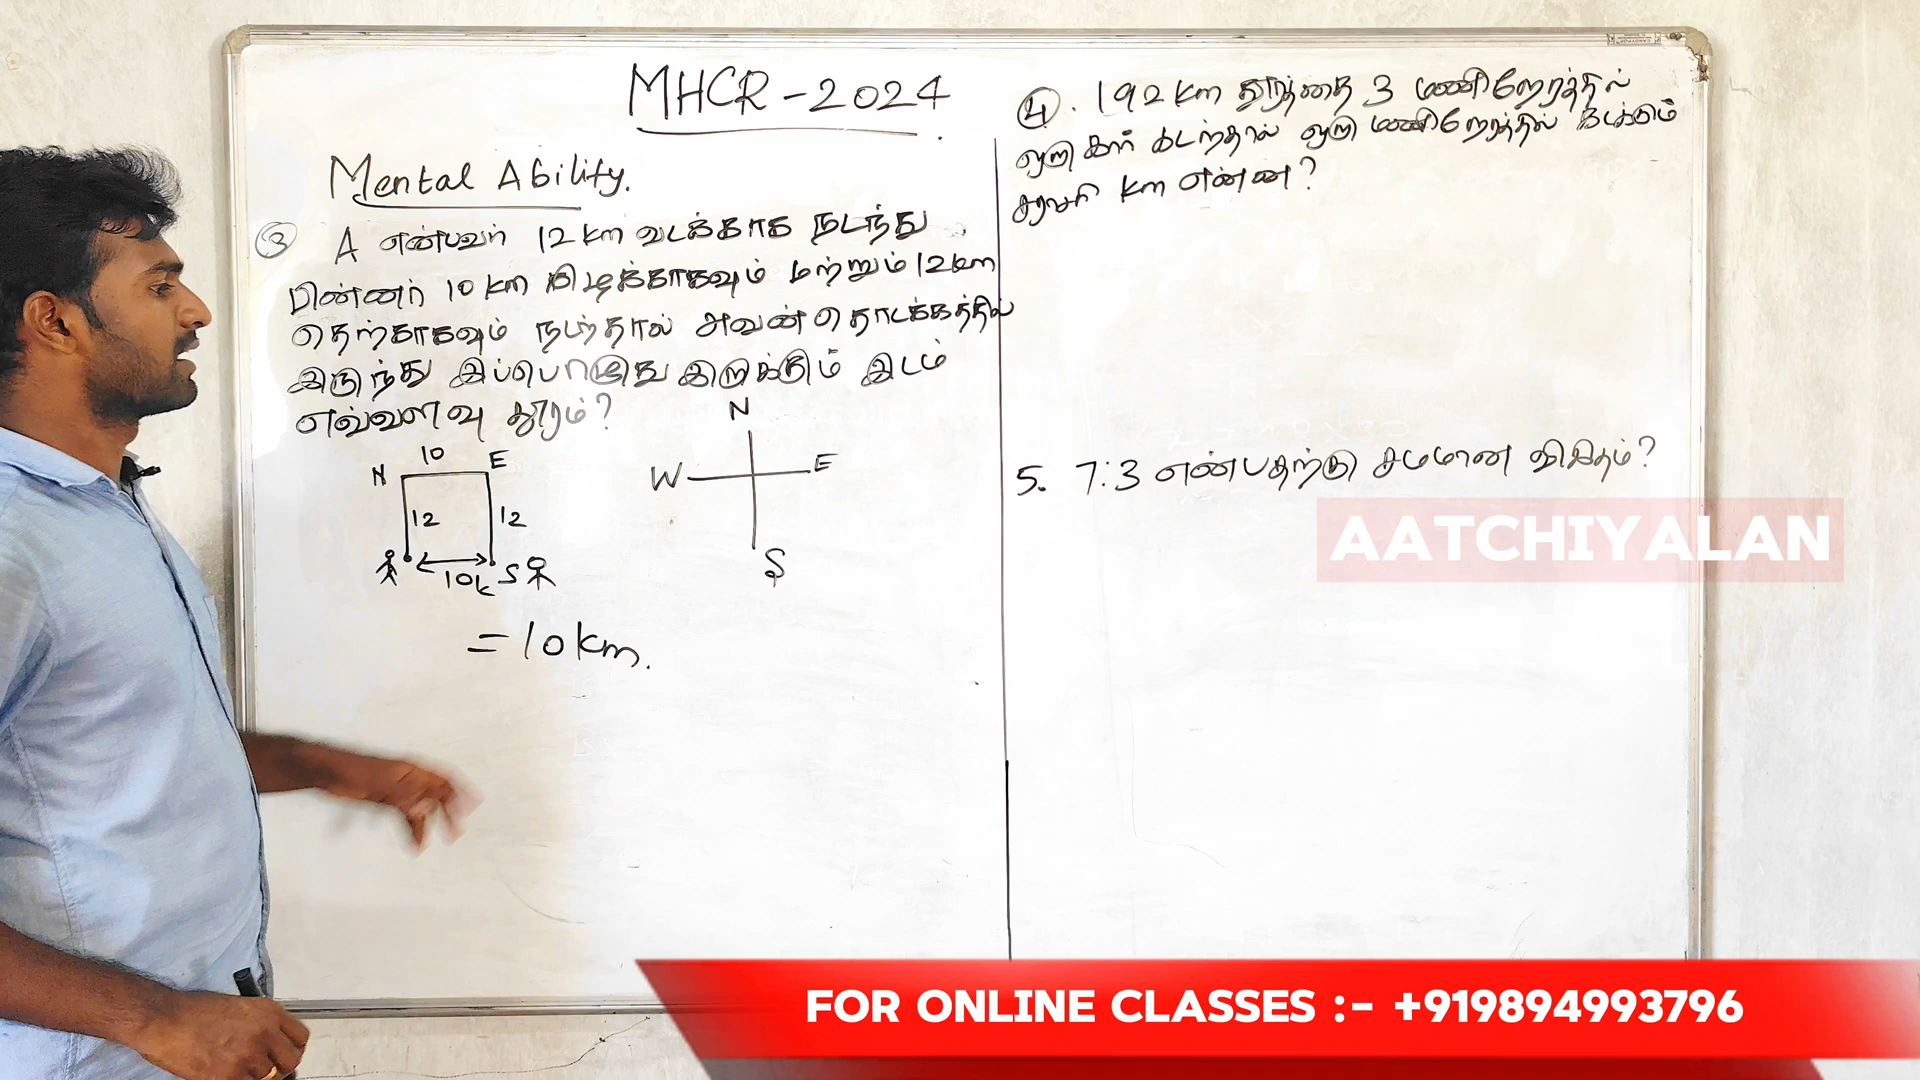 MHCR - 2024
Mental Ability.
③ A என்பவர் 12 km வடக்காக நடந்து
பின்னர் 10 km கிழக்காகவும் மற்றும் 12 km
தெற்காகவும் நடந்தால் அவன் தொடக்கத்தில்
இருந்து இப்பொழுது இருக்கும் இடம்
எவ்வளவு தூரம்?
N 10 E
12 12
10k S
N
W E
S
= 10 km.
④. 192 km தூரத்தை 3 மணிநேரத்தில்
ஒரு கார் கடந்தால் ஒரு மணிநேரத்தில் கடக்கும்
சராசரி km என்ன?
5. 7:3 என்பதற்கு சமமான விகிதம்?
AATCHIYALAN
FOR ONLINE CLASSES :- +919894993796